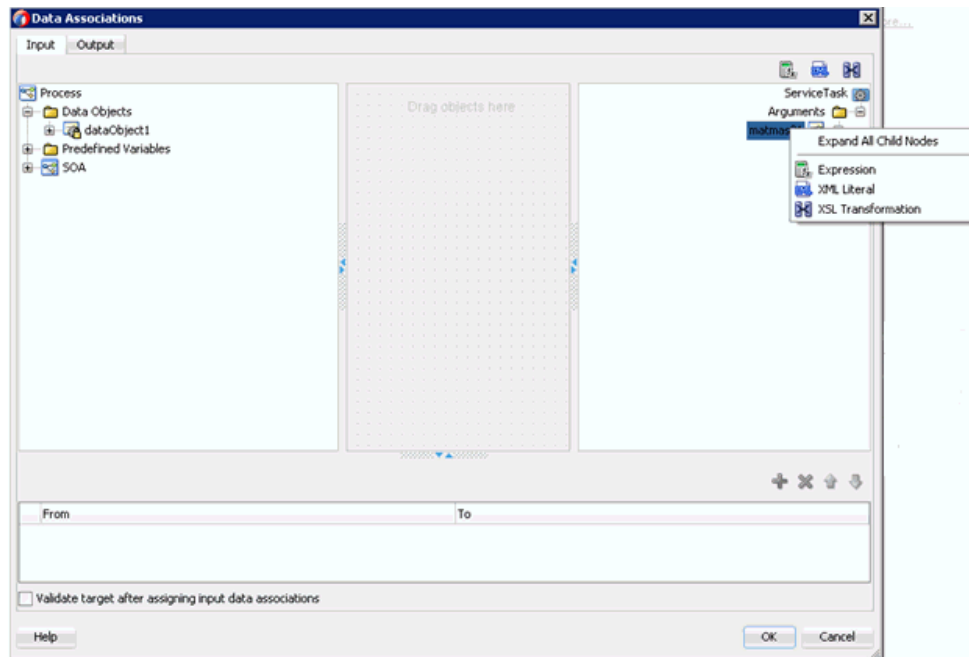 Data Associations
Input Output
Process
Data Objects
dataObject1
Predefined Variables
SOA
Drag objects here
ServiceTask
Arguments
Expand All Child Nodes
Expression
XML Literal
XSL Transformation
From To
Validate target after assigning input data associations
Help OK Cancel